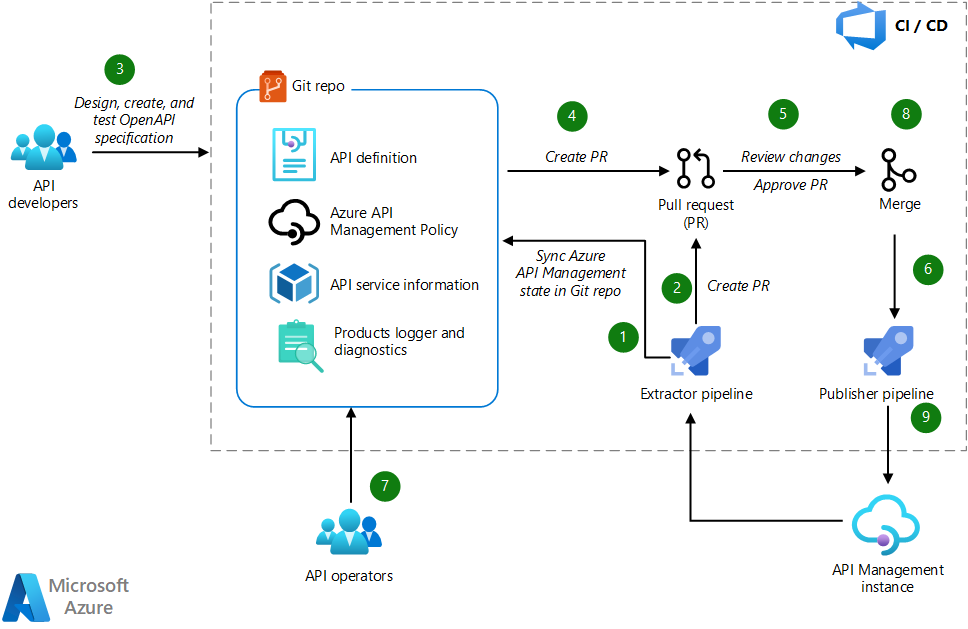 CI / CD
3
Design, create, and
test OpenAPI
specification
API
developers
Git repo
API definition
Azure API
Management Policy
API service information
Products logger and
diagnostics
4
Create PR
Pull request
(PR)
5
Review changes
Approve PR
8
Merge
Sync Azure
API Management
state in Git repo
2
Create PR
1
Extractor pipeline
6
Publisher pipeline
9
7
API operators
API Management
instance
Microsoft
Azure